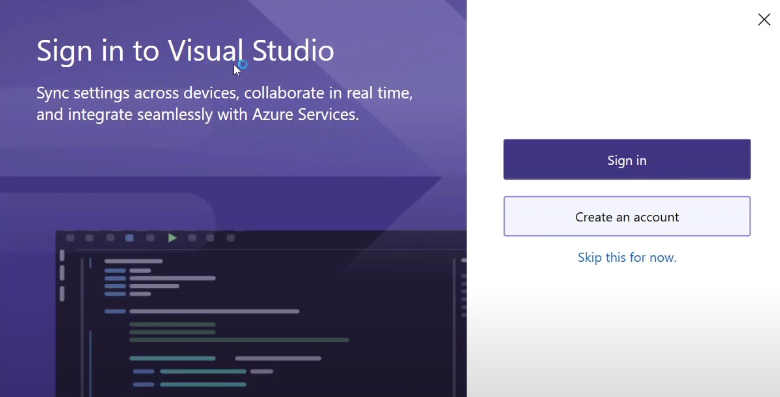 Sign in to Visual Studio
Sync settings across devices, collaborate in real time,
and integrate seamlessly with Azure Services.
Sign in
Create an account
Skip this for now.